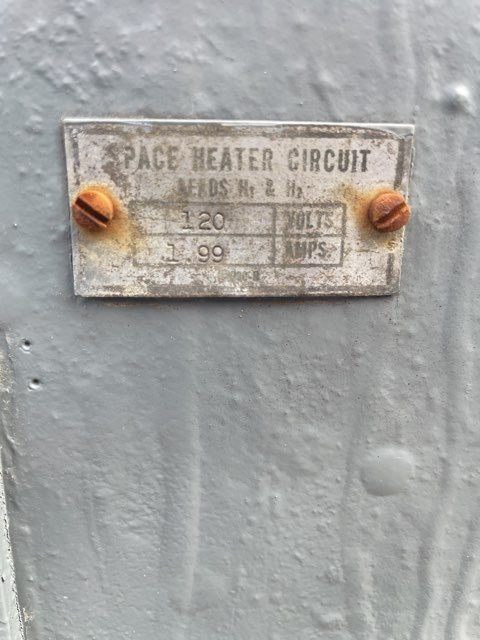 SPACE HEATER CIRCUIT
LEADS H₁ & H₂
120 VOLTS
1.99 AMPS